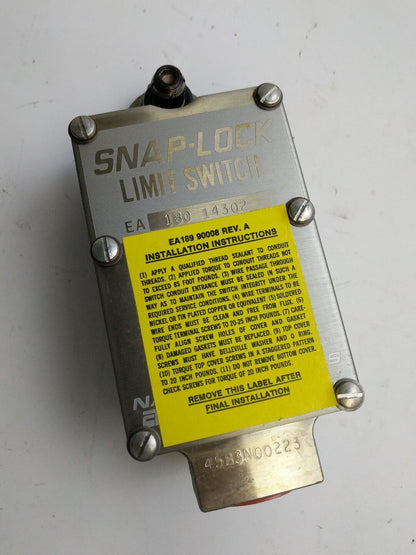 SNAP-LOCK
LIMIT SWITCH
EA 180 14302
EA189 90008 REV. A
INSTALLATION INSTRUCTIONS
(1) APPLY A QUALIFIED THREAD SEALANT TO CONDUIT
THREADS. (2) APPLIED TORQUE TO CONDUIT THREADS NOT
TO EXCEED 85 FOOT POUNDS. (3) WIRE PASSAGE THROUGH
SWITCH CONDUIT ENTRANCE MUST BE SEALED IN SUCH A
WAY AS TO MAINTAIN THE SWITCH INTEGRITY UNDER THE
REQUIRED SERVICE CONDITIONS. (4) WIRE TERMINALS TO BE
NICKEL OR TIN PLATED COPPER OR EQUIVALENT (5) SOLDERED
WIRE ENDS MUST BE CLEAN AND FREE FROM FLUX. (6)
TORQUE TERMINAL SCREWS TO 20-25 INCH POUNDS. (7) CARE-
FULLY ALIGN SCREW HOLES OF COVER AND GASKET
(8) DAMAGED GASKETS MUST BE REPLACED. (9) TOP COVER
SCREWS MUST HAVE BELLEVILLE WASHER AND O RING.
(10) TORQUE TOP COVER SCREWS IN A STAGGERED PATTERN
TO 20 INCH POUNDS. (11) DO NOT REMOVE BOTTOM COVER.
CHECK SCREWS FOR TORQUE OF 20 INCH POUNDS.
REMOVE THIS LABEL AFTER
FINAL INSTALLATION
4583N00223